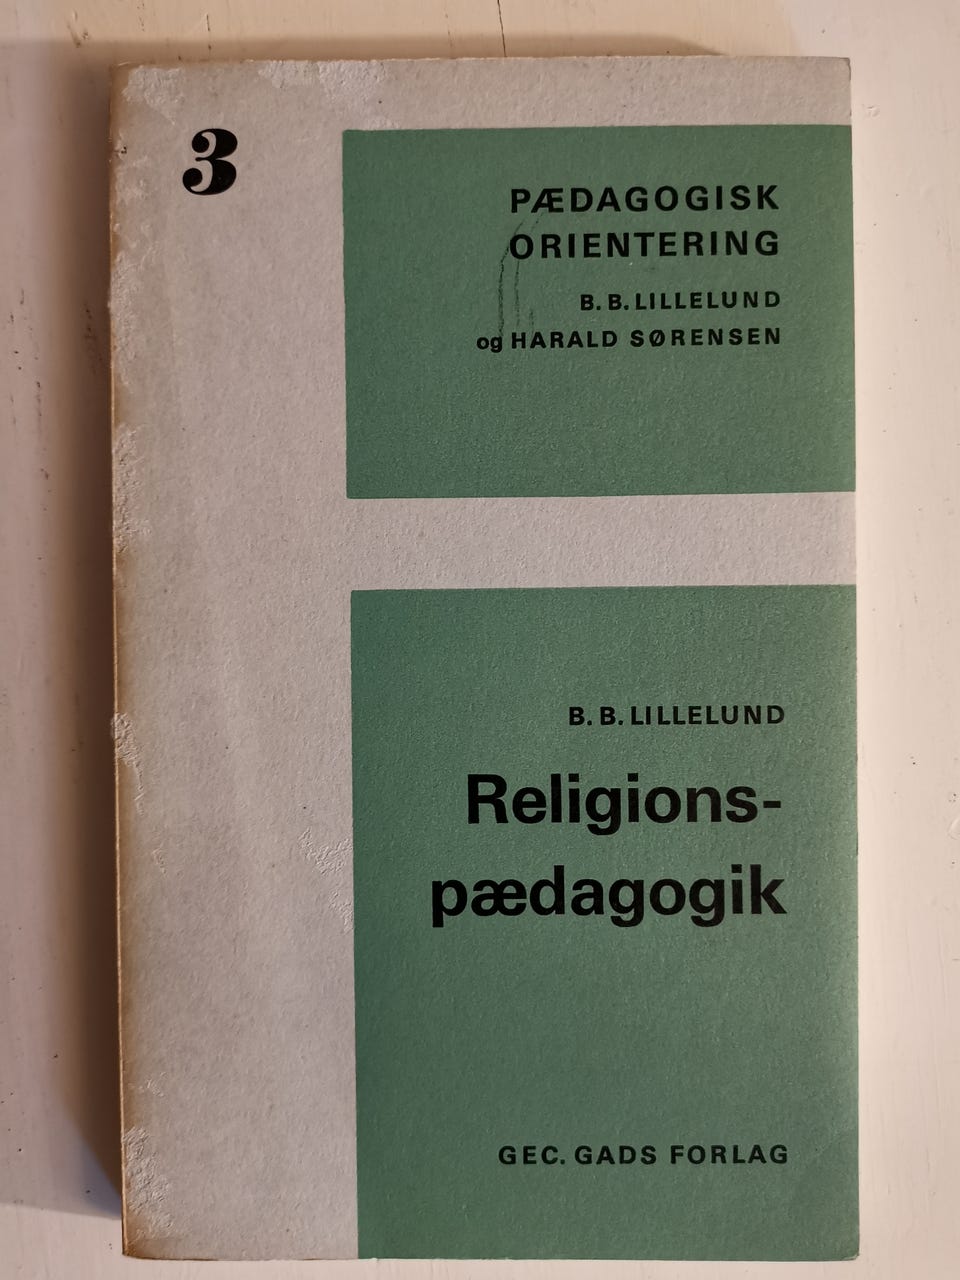 3
PÆDAGOGISK
ORIENTERING
B. B. LILLELUND
og HARALD SØRENSEN
B. B. LILLELUND
Religions-
pædagogik
GEC. GADS FORLAG